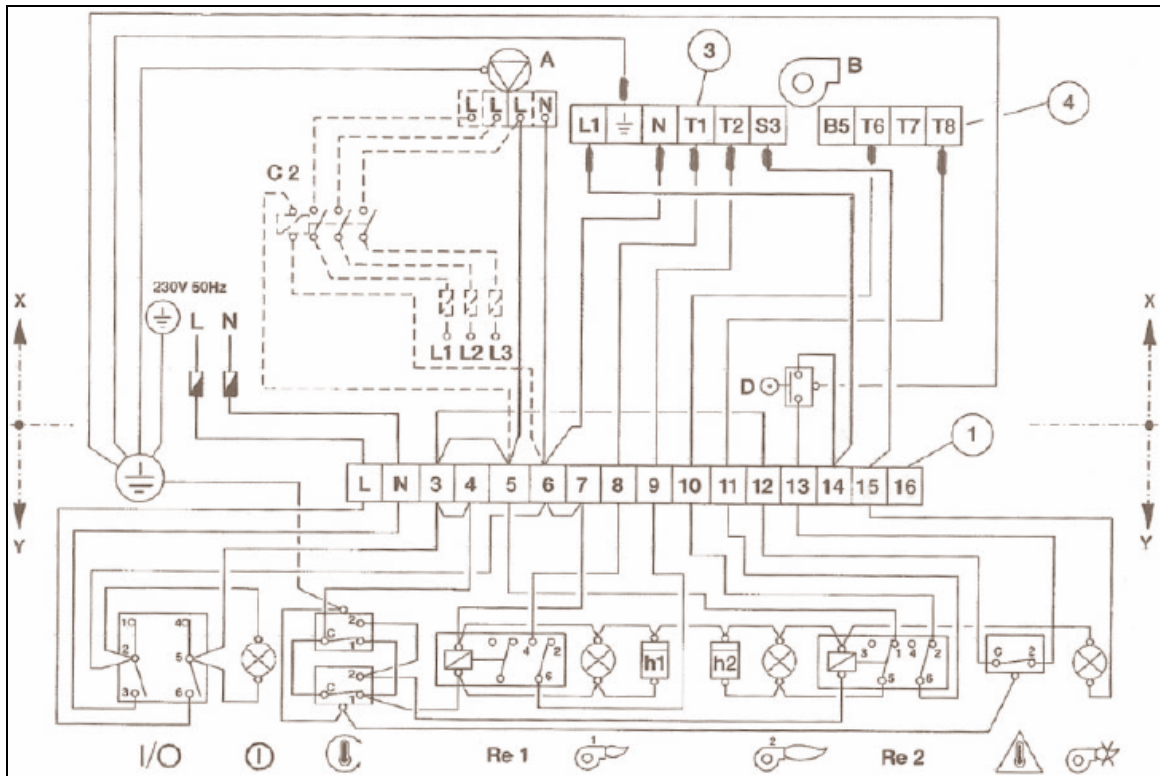 A
3
B
L L L N
4
L1 N T1 T2 S3
B5 T6 T7 T8
C 2
230V 50Hz
X
L N
L1 L2 L3
X
D
1
L N 3 4 5 6 7 8 9 10 11 12 13 14 15 16
Y
Y
1 4
2 5
3 6
2
C 1
2
C 1
4 2
6
h1
h2
3 1 4 2
5 6
C 2
I/O
I
Re 1
1
2
Re 2